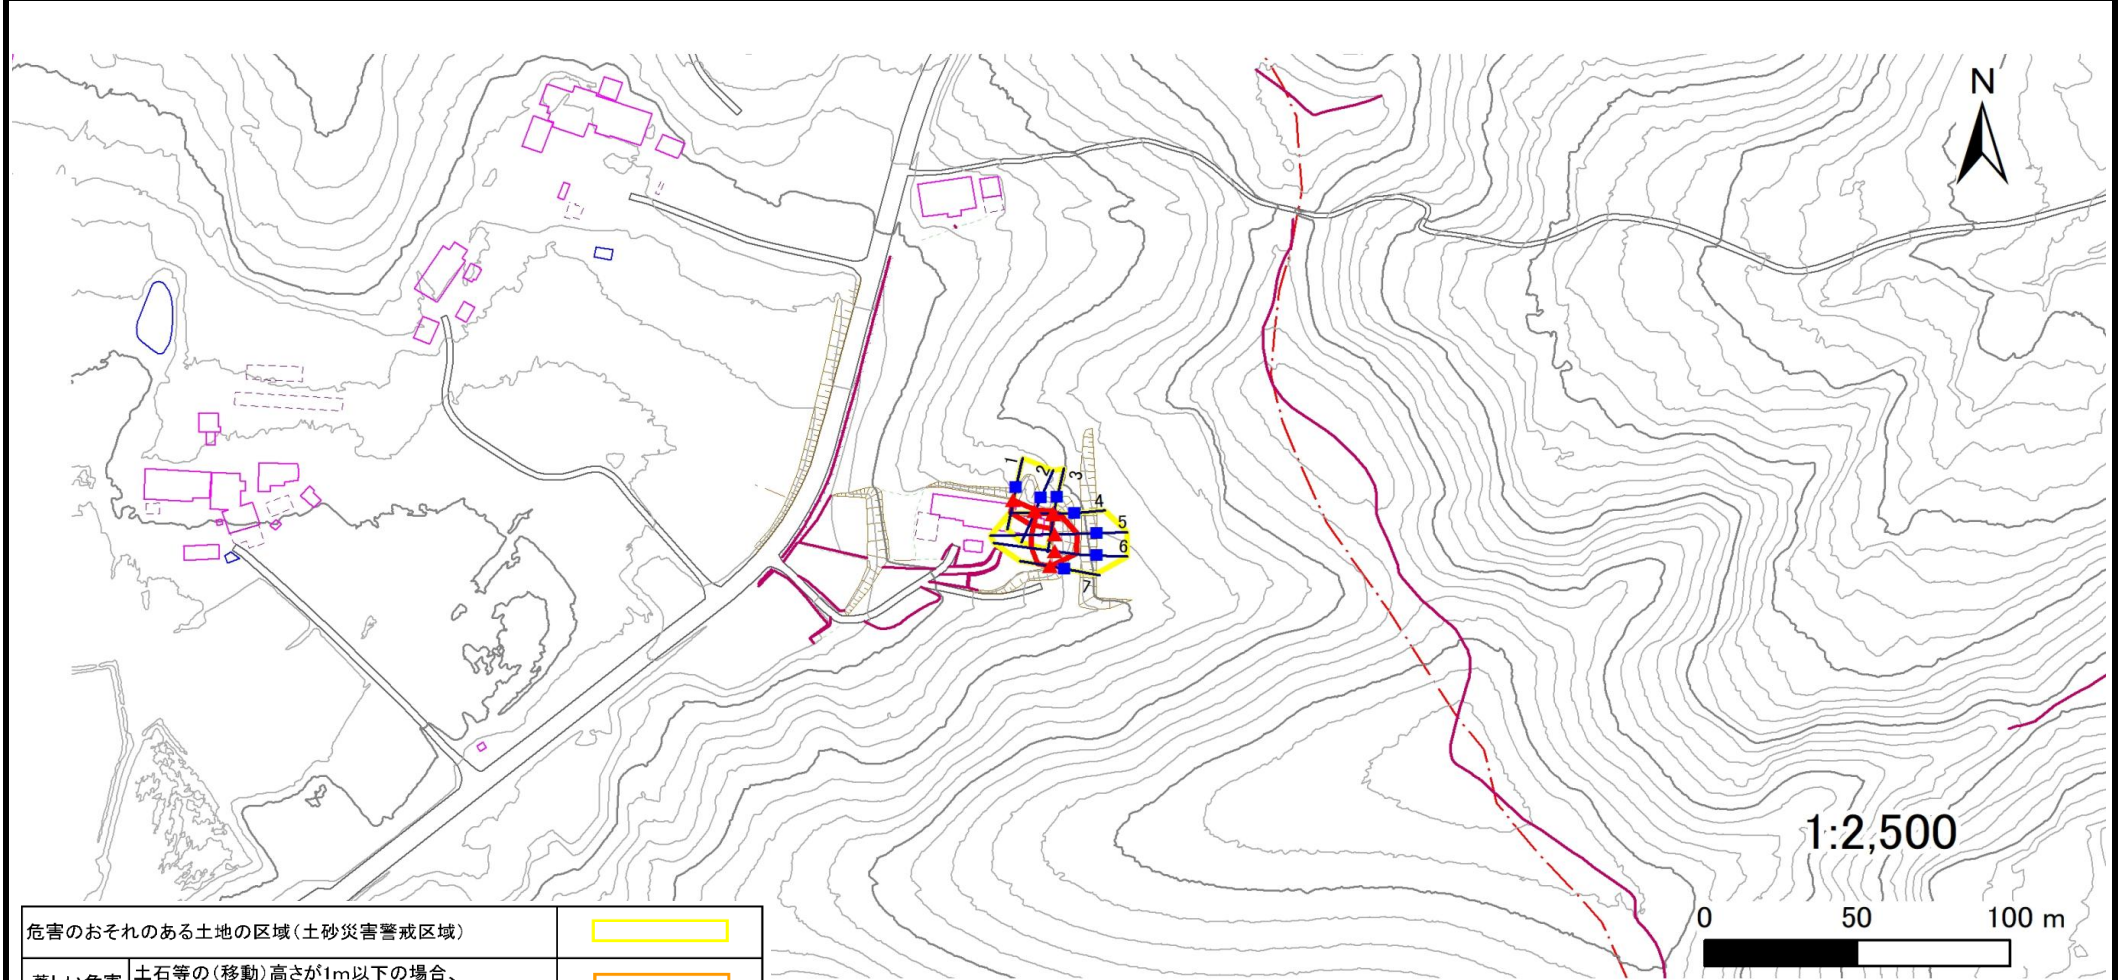 N
1
2
3
4
5
6
7
1:2,500
0 50 100 m
危害のおそれのある土地の区域(土砂災害警戒区域)
土石等の(移動)高さが1m以下の場合、
著しい危害